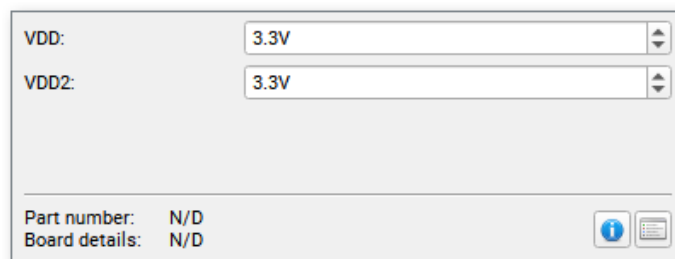 VDD: 3.3V
VDD2: 3.3V
Part number: N/D
Board details: N/D